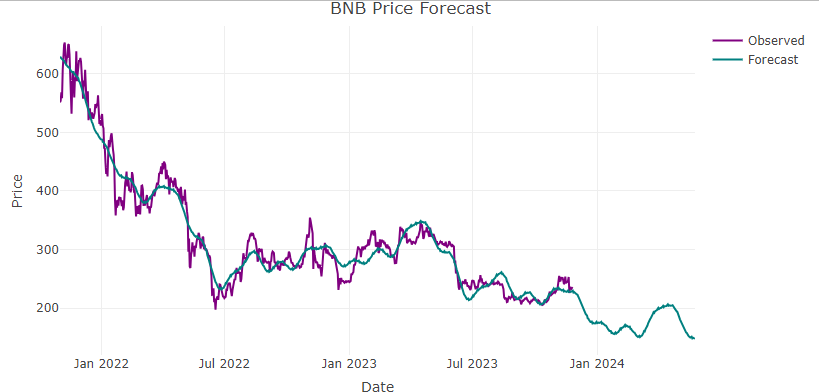 BNB Price Forecast
Observed
Forecast
600
500
400
300
200
Price
Jan 2022
Jul 2022
Jan 2023
Jul 2023
Jan 2024
Date